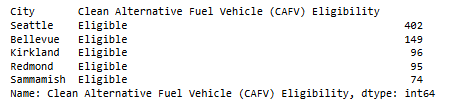 City Clean Alternative Fuel Vehicle (CAFV) Eligibility
Seattle Eligible 402
Bellevue Eligible 149
Kirkland Eligible 96
Redmond Eligible 95
Sammamish Eligible 74
Name: Clean Alternative Fuel Vehicle (CAFV) Eligibility, dtype: int64